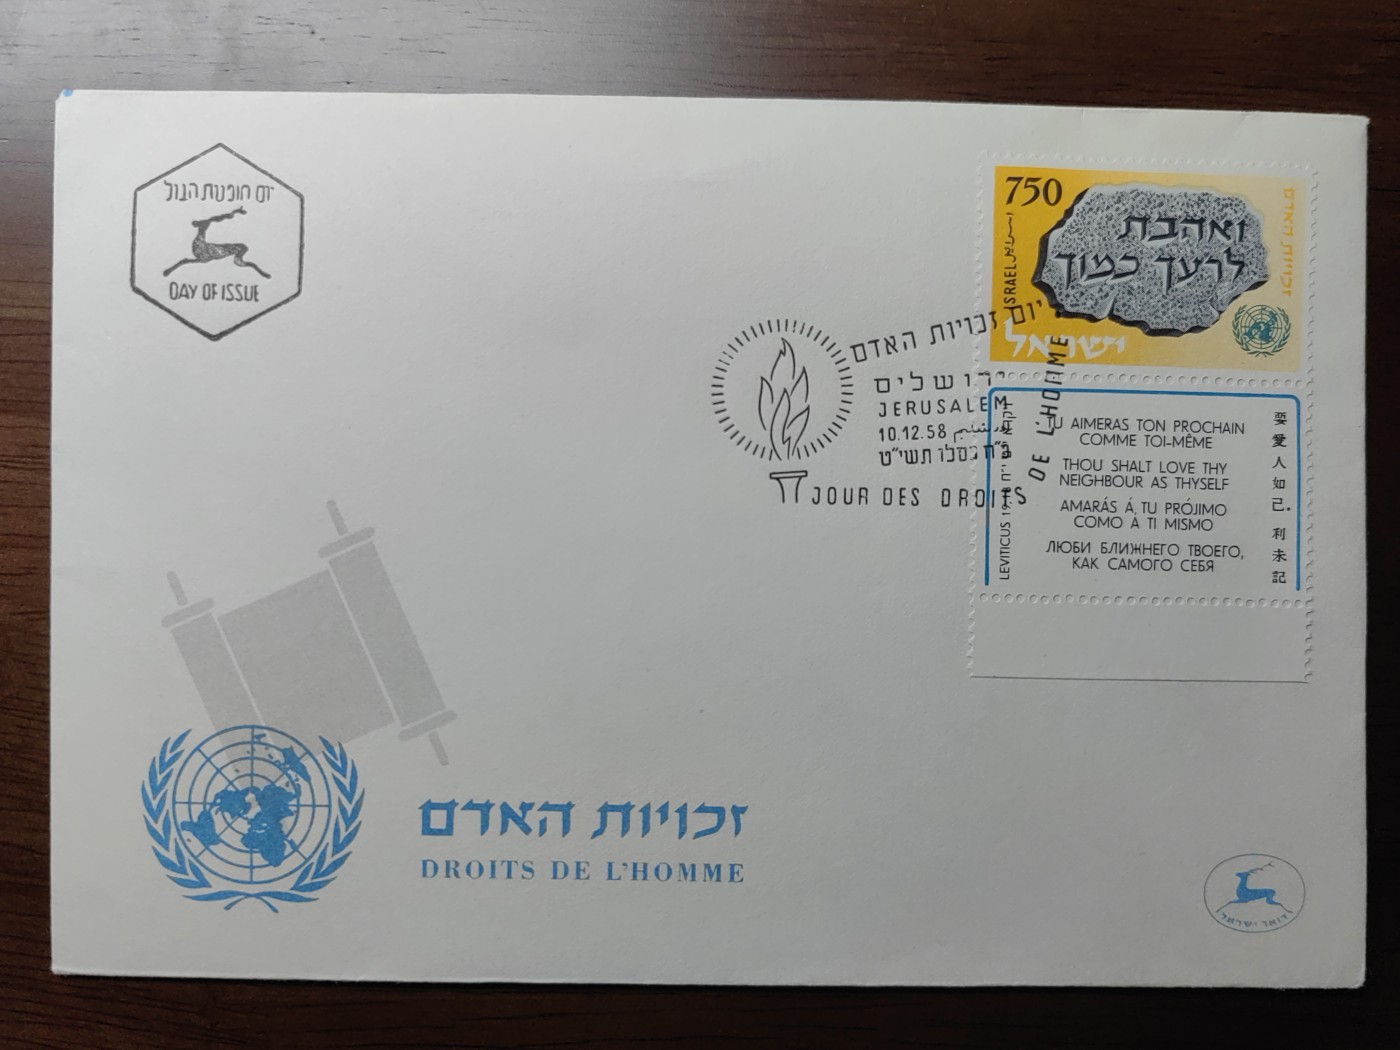 יום הופעת הבול
DAY OF ISSUE
750
ISRAEL
ישראל
ואהבת
לרעך כמוך
זכויות האדם
יום זכויות האדם
ירושלים
JERUSALEM
10.12.58
כ"ח כסלו תשי"ט
JOUR DES DROITS DE L'HOMME
TU AIMERAS TON PROCHAIN
COMME TOI-MÊME
THOU SHALT LOVE THY
NEIGHBOUR AS THYSELF
AMARÁS Á TU PRÓJIMO
COMO Á TI MISMO
ЛЮБИ БЛИЖНЕГО ТВОЕГО,
КАК САМОГО СЕБЯ
LEVITICUS
愛人如己. 利未記
זכויות האדם
DROITS DE L'HOMME
דואר ישראל